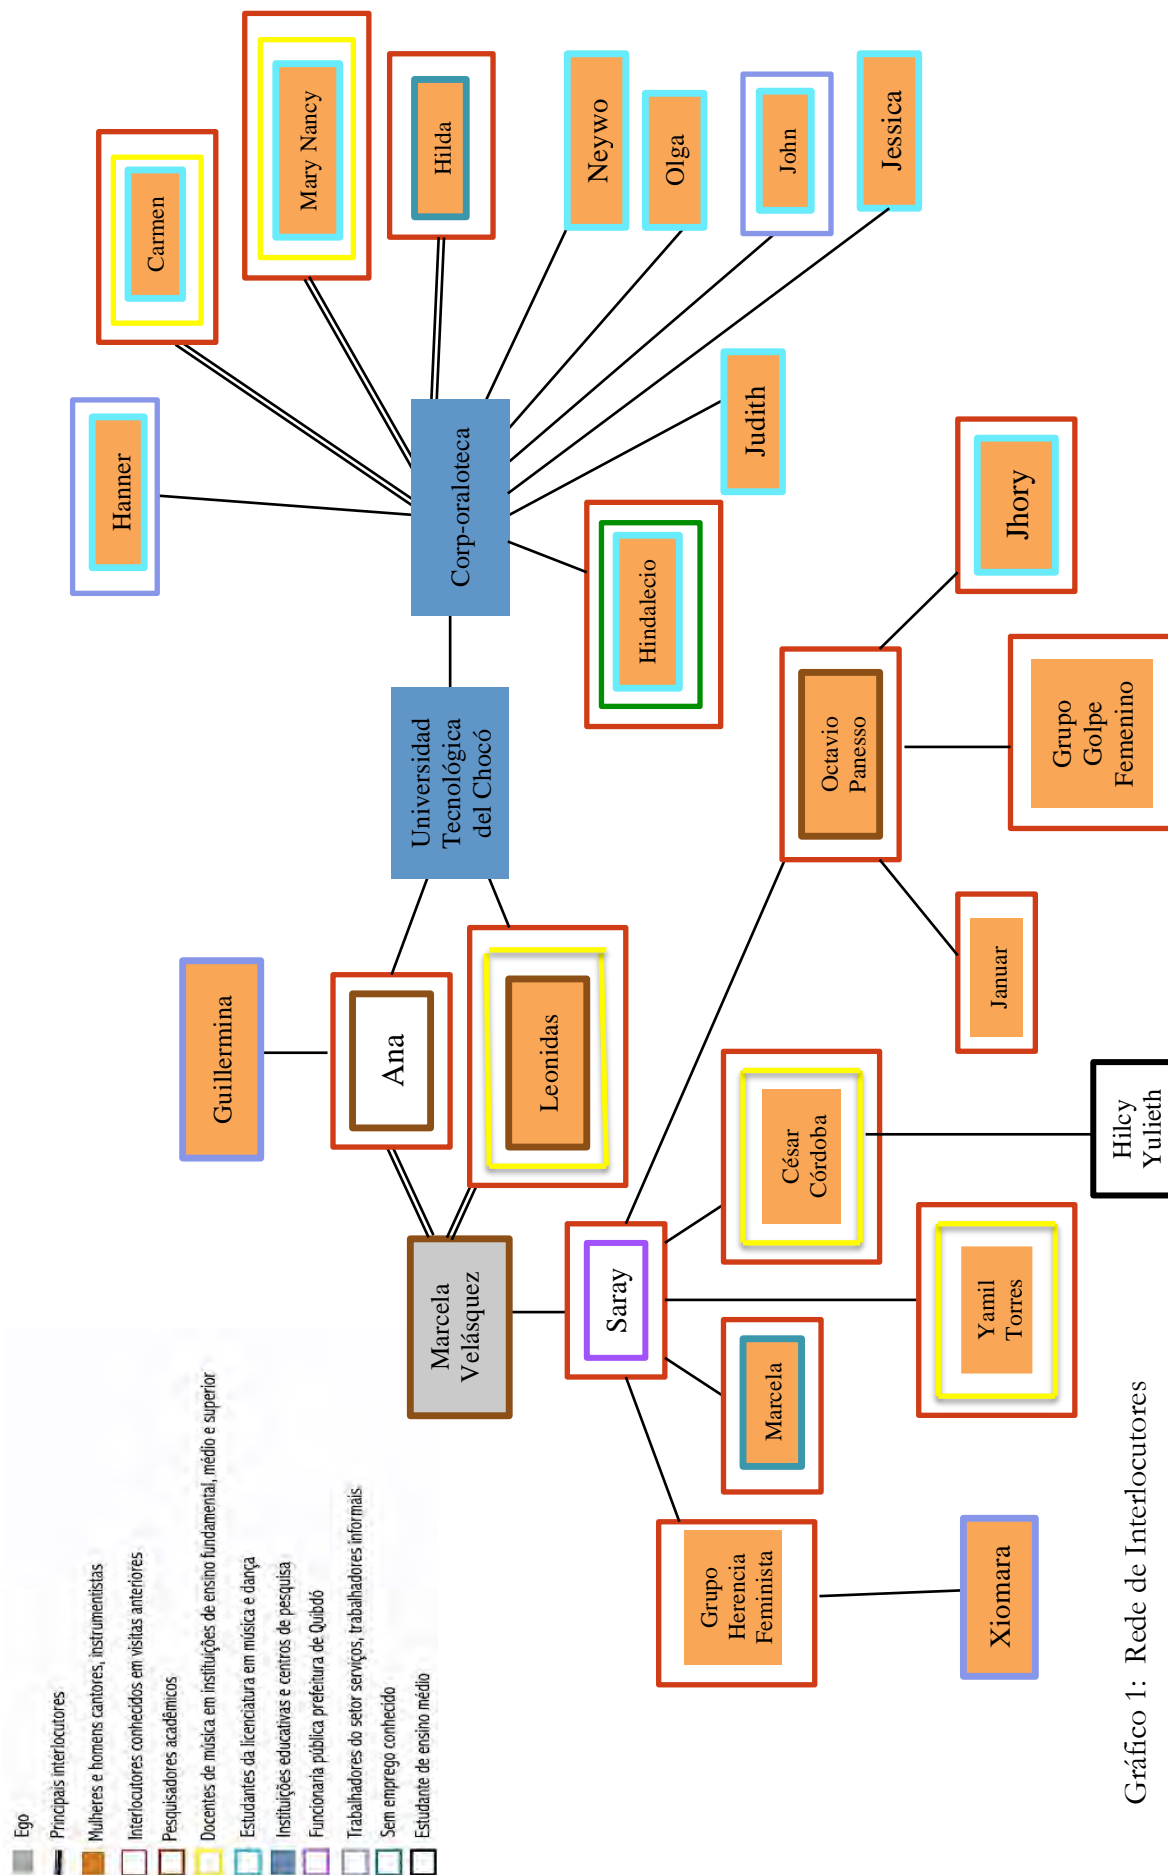 Ego
Principais interlocutores
Mulheres e homens cantores, instrumentistas
Interlocutores conhecidos em visitas anteriores
Pesquisadores acadêmicos
Docentes de música em instituições de ensino fundamental, médio e superior
Estudantes da licenciatura em música e dança
Instituições educativas e centros de pesquisa
Funcionaria pública prefeitura de Quibdó
Trabalhadores do setor serviços, trabalhadores informais
Sem emprego conhecido
Estudante de ensino médio
Guillermina
Hanner
Carmen
Mary Nancy
Hilda
Marcela
Velásquez
Ana
Leonidas
Universidad
Tecnológica
del Chocó
Corp-oraloteca
Neywo
Olga
John
Jessica
Judith
Hindalecio
Saray
Grupo
Herencia
Feminista
Marcela
César
Córdoba
Octavio
Panesso
Xiomara
Yamil
Torres
Hilcy
Yulieth
Januar
Grupo
Golpe
Femenino
Jhory
Gráfico 1: Rede de Interlocutores